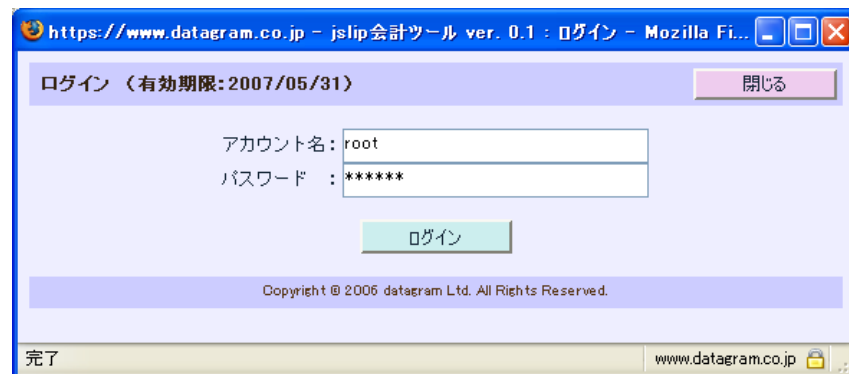 https://www.datagram.co.jp - jslip会計ツール ver. 0.1 : ログイン - Mozilla Fi...
ログイン （有効期限:2007/05/31） 閉じる
アカウント名: root
パスワード : ******
ログイン
Copyright © 2006 datagram Ltd. All Rights Reserved.
完了 www.datagram.co.jp